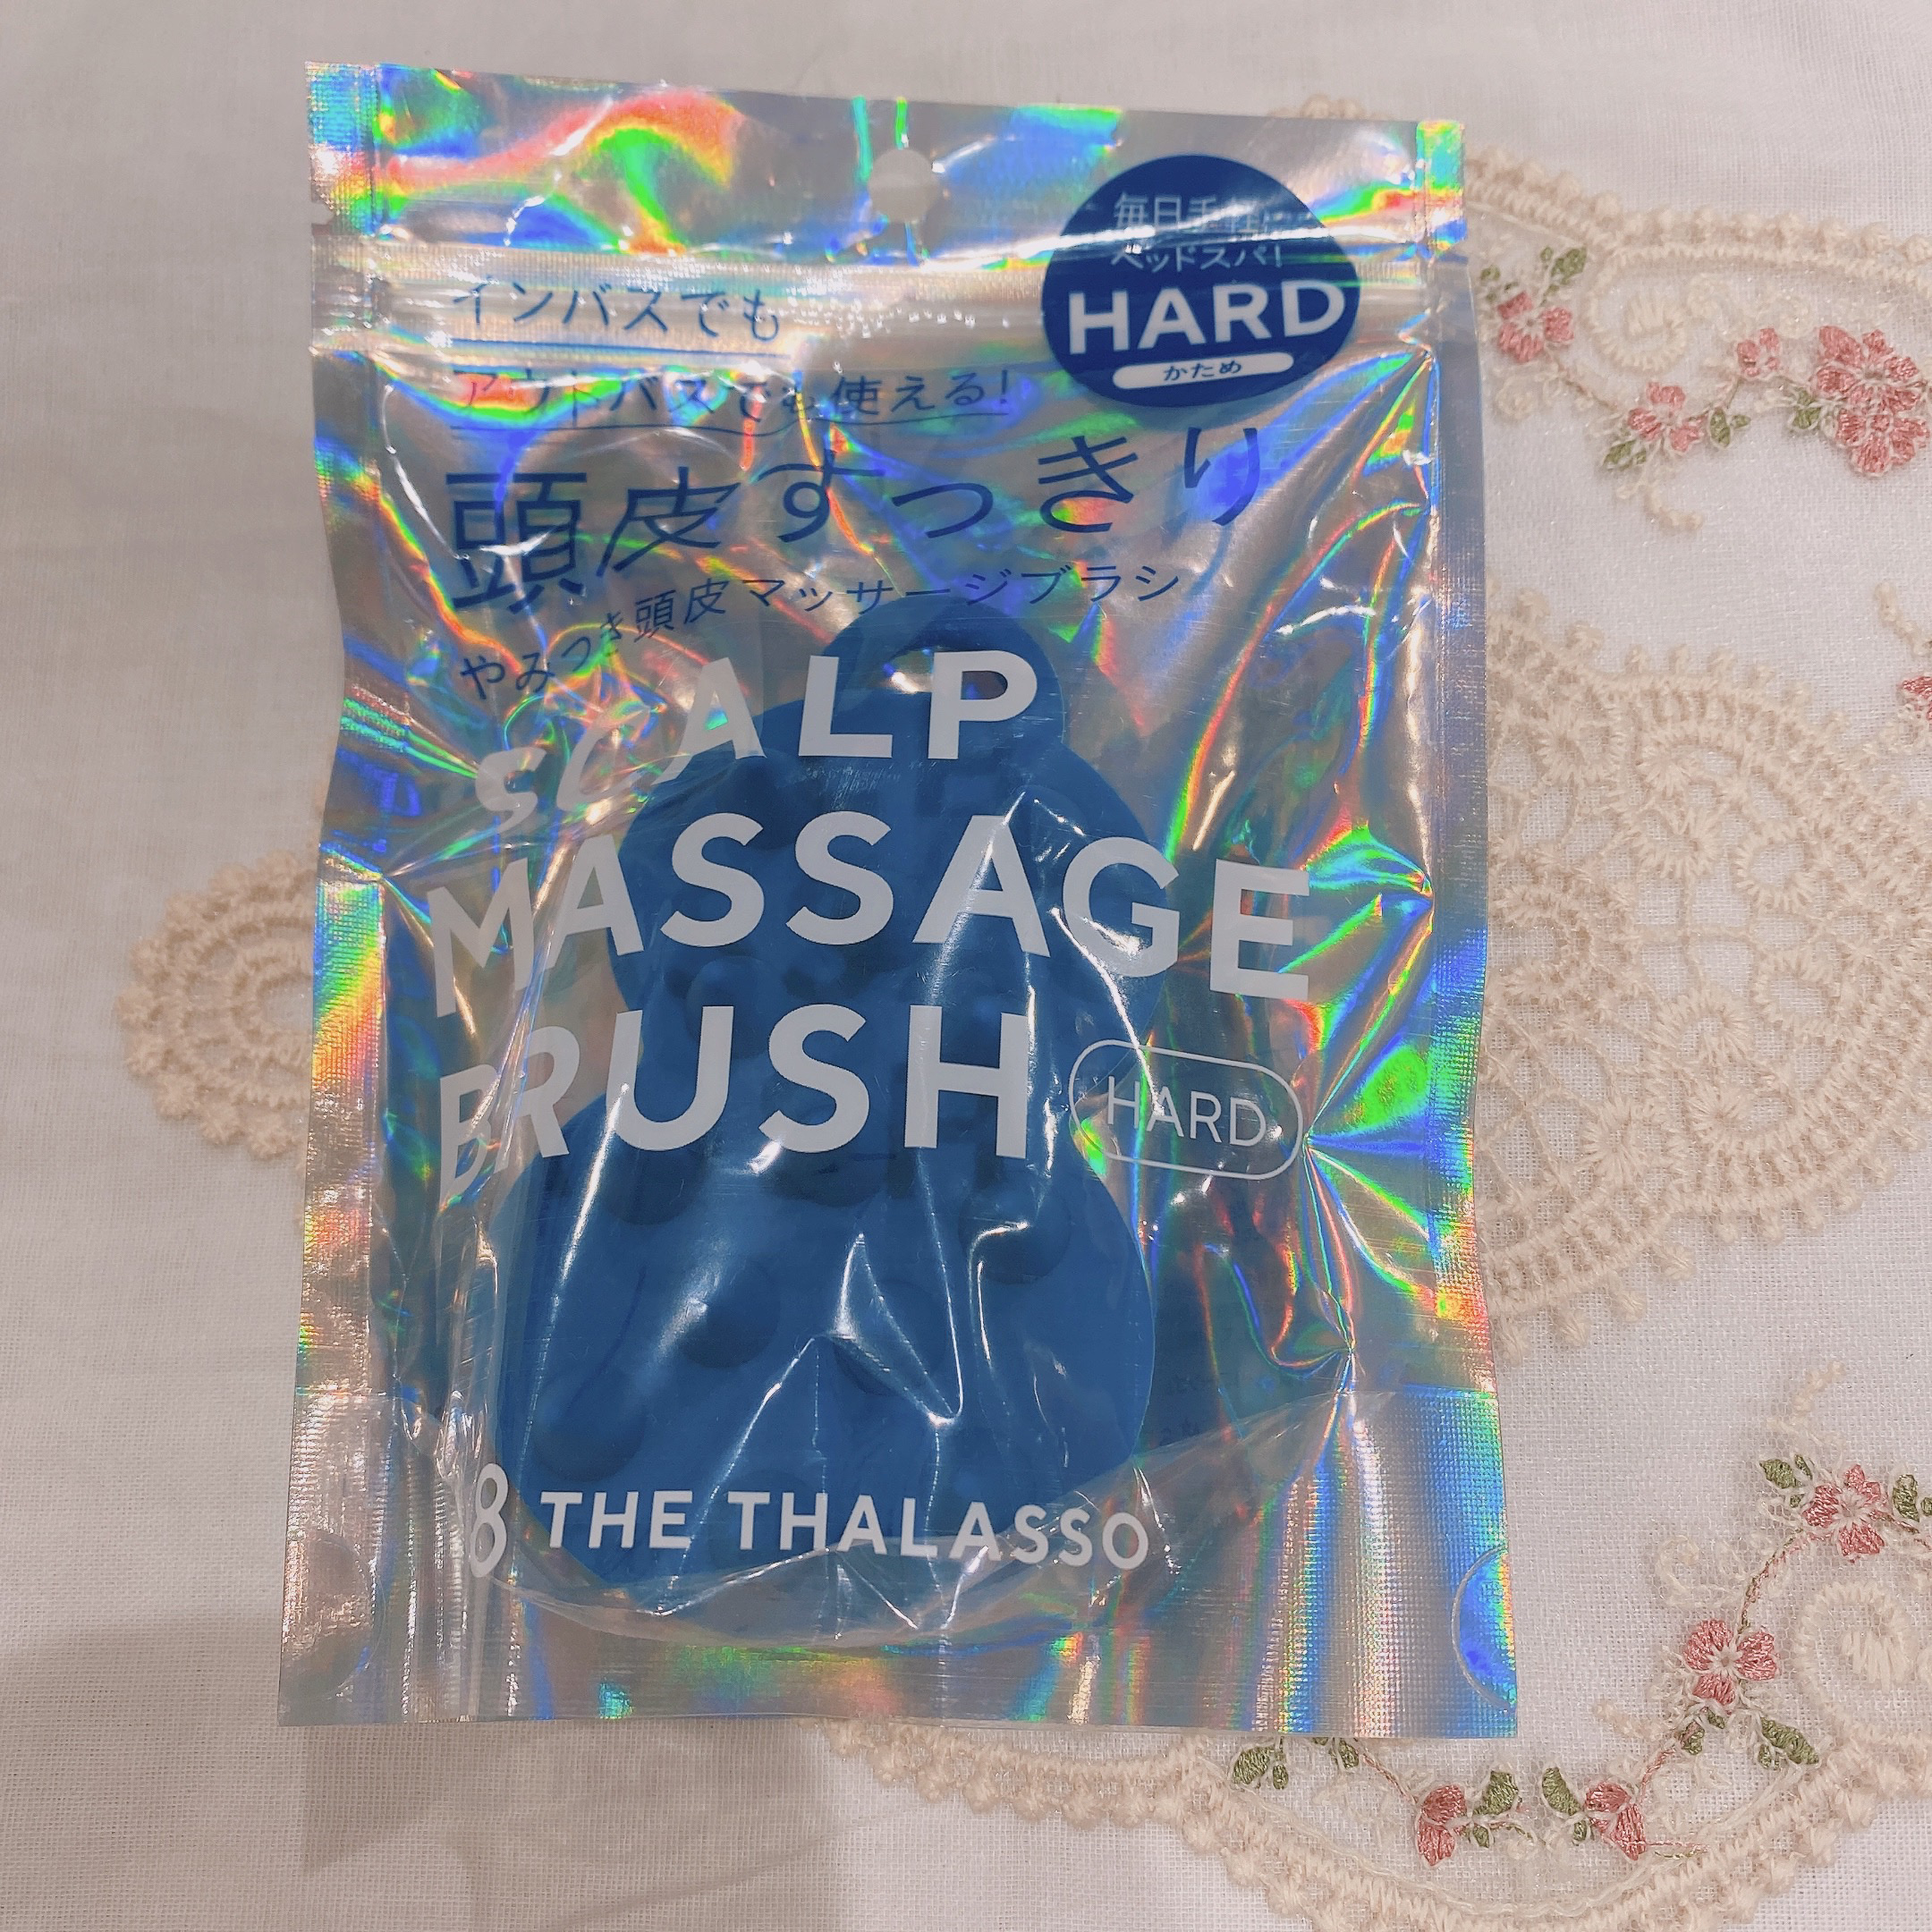 毎日手軽に
ヘッドスパ!
HARD
かため
インバスでも
アウトバスでも使える!
頭皮すっきり
やみつき頭皮マッサージブラシ
SCALP
MASSAGE
BRUSH HARD
8 THE THALASSO